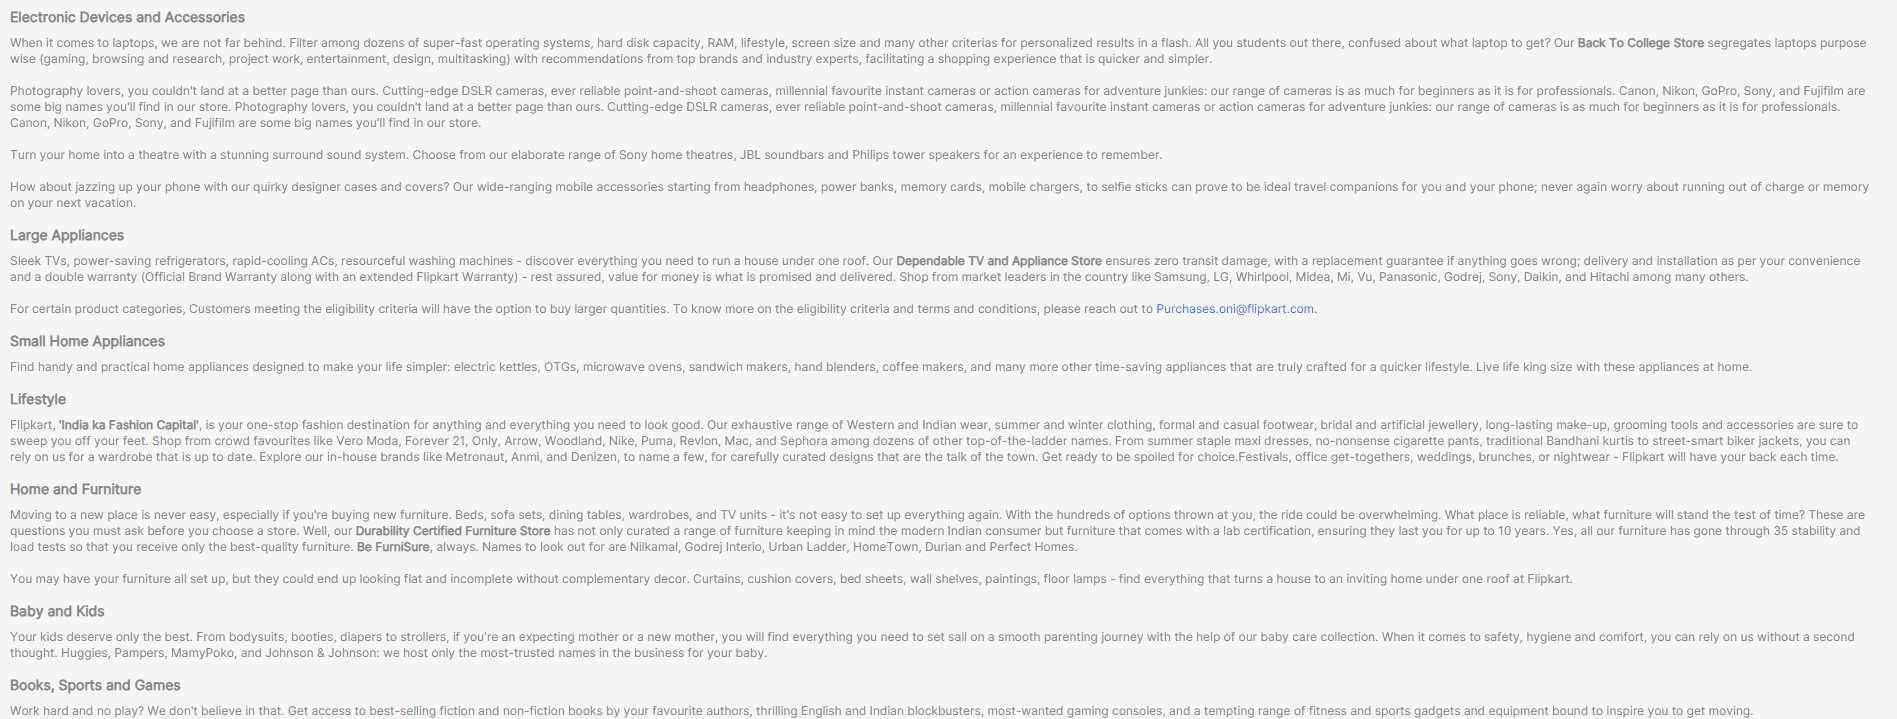 Electronic Devices and Accessories
When it comes to laptops, we are not far behind. Filter among dozens of super-fast operating systems, hard disk capacity, RAM, lifestyle, screen size and many other criterias for personalized results in a flash. All you students out there, confused about what laptop to get? Our Back To College Store segregates laptops purpose
wise (gaming, browsing and research, project work, entertainment, design, multitasking) with recommendations from top brands and industry experts, facilitating a shopping experience that is quicker and simpler.
Photography lovers, you couldn't land at a better page than ours. Cutting-edge DSLR cameras, ever reliable point-and-shoot cameras, millennial favourite instant cameras or action cameras for adventure junkies: our range of cameras is as much for beginners as it is for professionals. Canon, Nikon, GoPro, Sony, and Fujifilm are
some big names you'll find in our store. Photography lovers, you couldn't land at a better page than ours. Cutting-edge DSLR cameras, ever reliable point-and-shoot cameras, millennial favourite instant cameras or action cameras for adventure junkies: our range of cameras is as much for beginners as it is for professionals.
Canon, Nikon, GoPro, Sony, and Fujifilm are some big names you'll find in our store.
Turn your home into a theatre with a stunning surround sound system. Choose from our elaborate range of Sony home theatres, JBL soundbars and Philips tower speakers for an experience to remember.
How about jazzing up your phone with our quirky designer cases and covers? Our wide-ranging mobile accessories starting from headphones, power banks, memory cards, mobile chargers, to selfie sticks can prove to be ideal travel companions for you and your phone; never again worry about running out of charge or memory
on your next vacation.
Large Appliances
Sleek TVs, power-saving refrigerators, rapid-cooling ACs, resourceful washing machines - discover everything you need to run a house under one roof. Our Dependable TV and Appliance Store ensures zero transit damage, with a replacement guarantee if anything goes wrong; delivery and installation as per your convenience
and a double warranty (Official Brand Warranty along with an extended Flipkart Warranty) - rest assured, value for money is what is promised and delivered. Shop from market leaders in the country like Samsung, LG, Whirlpool, Midea, Mi, Vu, Panasonic, Godrej, Sony, Daikin, and Hitachi among many others.
For certain product categories, Customers meeting the eligibility criteria will have the option to buy larger quantities. To know more on the eligibility criteria and terms and conditions, please reach out to Purchases.oni@flipkart.com.
Small Home Appliances
Find handy and practical home appliances designed to make your life simpler: electric kettles, OTGs, microwave ovens, sandwich makers, hand blenders, coffee makers, and many more other time-saving appliances that are truly crafted for a quicker lifestyle. Live life king size with these appliances at home.
Lifestyle
Flipkart, 'India ka Fashion Capital', is your one-stop fashion destination for anything and everything you need to look good. Our exhaustive range of Western and Indian wear, summer and winter clothing, formal and casual footwear, bridal and artificial jewellery, long-lasting make-up, grooming tools and accessories are sure to
sweep you off your feet. Shop from crowd favourites like Vero Moda, Forever 21, Only, Arrow, Woodland, Nike, Puma, Revlon, Mac, and Sephora among dozens of other top-of-the-ladder names. From summer staple maxi dresses, no-nonsense cigarette pants, traditional Bandhani kurtis to street-smart biker jackets, you can
rely on us for a wardrobe that is up to date. Explore our in-house brands like Metronaut, Anmi, and Denizen, to name a few, for carefully curated designs that are the talk of the town. Get ready to be spoiled for choice.Festivals, office get-togethers, weddings, brunches, or nightwear - Flipkart will have your back each time.
Home and Furniture
Moving to a new place is never easy, especially if you're buying new furniture. Beds, sofa sets, dining tables, wardrobes, and TV units - it's not easy to set up everything again. With the hundreds of options thrown at you, the ride could be overwhelming. What place is reliable, what furniture will stand the test of time? These are
questions you must ask before you choose a store. Well, our Durability Certified Furniture Store has not only curated a range of furniture keeping in mind the modern Indian consumer but furniture that comes with a lab certification, ensuring they last you for up to 10 years. Yes, all our furniture has gone through 35 stability and
load tests so that you receive only the best-quality furniture. Be FurniSure, always. Names to look out for are Nilkamal, Godrej Interio, Urban Ladder, HomeTown, Durian and Perfect Homes.
You may have your furniture all set up, but they could end up looking flat and incomplete without complementary decor. Curtains, cushion covers, bed sheets, wall shelves, paintings, floor lamps - find everything that turns a house to an inviting home under one roof at Flipkart.
Baby and Kids
Your kids deserve only the best. From bodysuits, booties, diapers to strollers, if you're an expecting mother or a new mother, you will find everything you need to set sail on a smooth parenting journey with the help of our baby care collection. When it comes to safety, hygiene and comfort, you can rely on us without a second
thought. Huggies, Pampers, MamyPoko, and Johnson & Johnson: we host only the most-trusted names in the business for your baby.
Books, Sports and Games
Work hard and no play? We don't believe in that. Get access to best-selling fiction and non-fiction books by your favourite authors, thrilling English and Indian blockbusters, most-wanted gaming consoles, and a tempting range of fitness and sports gadgets and equipment bound to inspire you to get moving.